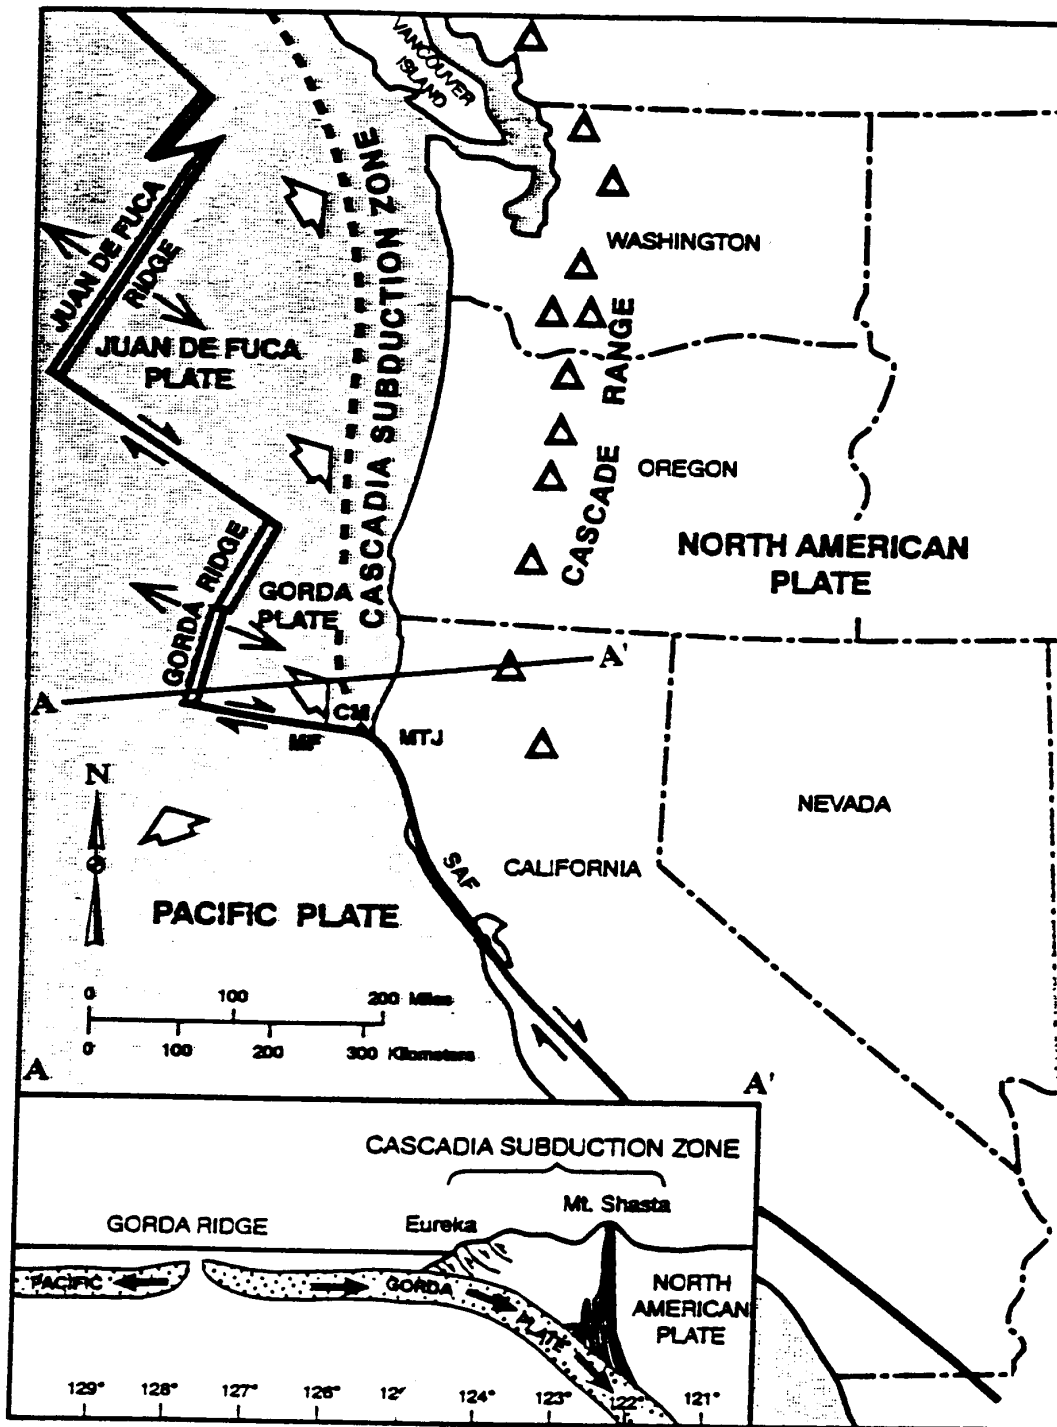 VANCOUVER
ISLAND
CASCADIA SUBDUCTION ZONE
JUAN DE FUCA
RIDGE
WASHINGTON
JUAN DE FUCA
PLATE
CASCADE RANGE
OREGON
NORTH AMERICAN
PLATE
GORDA RIDGE
GORDA
PLATE
A
A'
CM
MF
MTJ
N
NEVADA
SAF
CALIFORNIA
PACIFIC PLATE
0 100 200 Miles
0 100 200 300 Kilometers
A
A'
CASCADIA SUBDUCTION ZONE
Mt. Shasta
GORDA RIDGE
Eureka
PACIFIC
GORDA
PLATE
NORTH
AMERICAN
PLATE
129° 128° 127° 126° 124° 123° 122° 121°